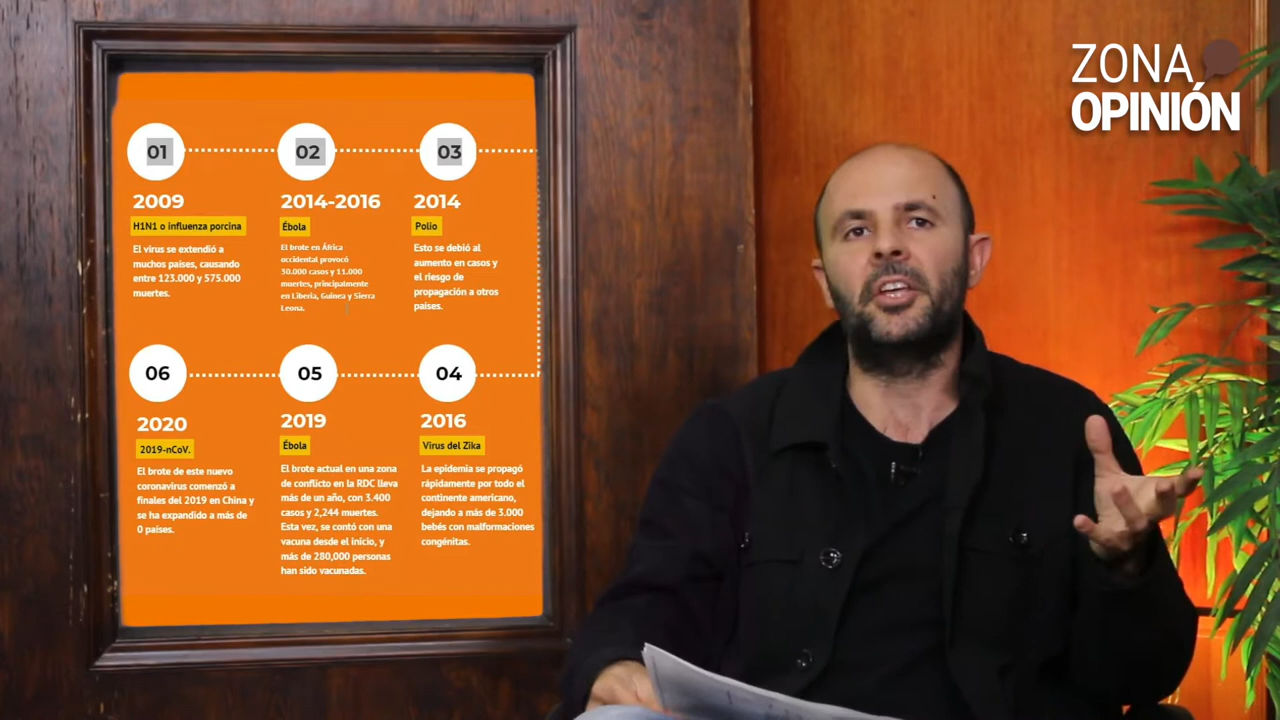 ZONA
OPINIÓN
01
2009
H1N1 o influenza porcina
El virus se extendió a
muchos países, causando
entre 123.000 y 575.000
muertes.
02
2014-2016
Ébola
El brote en África
occidental provocó
30.000 casos y 11.000
muertes, principalmente
en Liberia, Guinea y Sierra
Leona.
03
2014
Polio
Esto se debió al
aumento en casos y
el riesgo de
propagación a otros
países.
06
2020
2019-nCoV.
El brote de este nuevo
coronavirus comenzó a
finales del 2019 en China y
se ha expandido a más de
0 países.
05
2019
Ébola
El brote actual en una zona
de conflicto en la RDC lleva
más de un año, con 3.400
casos y 2,244 muertes.
Esta vez, se contó con una
vacuna desde el inicio, y
más de 280,000 personas
han sido vacunadas.
04
2016
Virus del Zika
La epidemia se propagó
rápidamente por todo el
continente americano,
dejando a más de 3.000
bebés con malformaciones
congénitas.